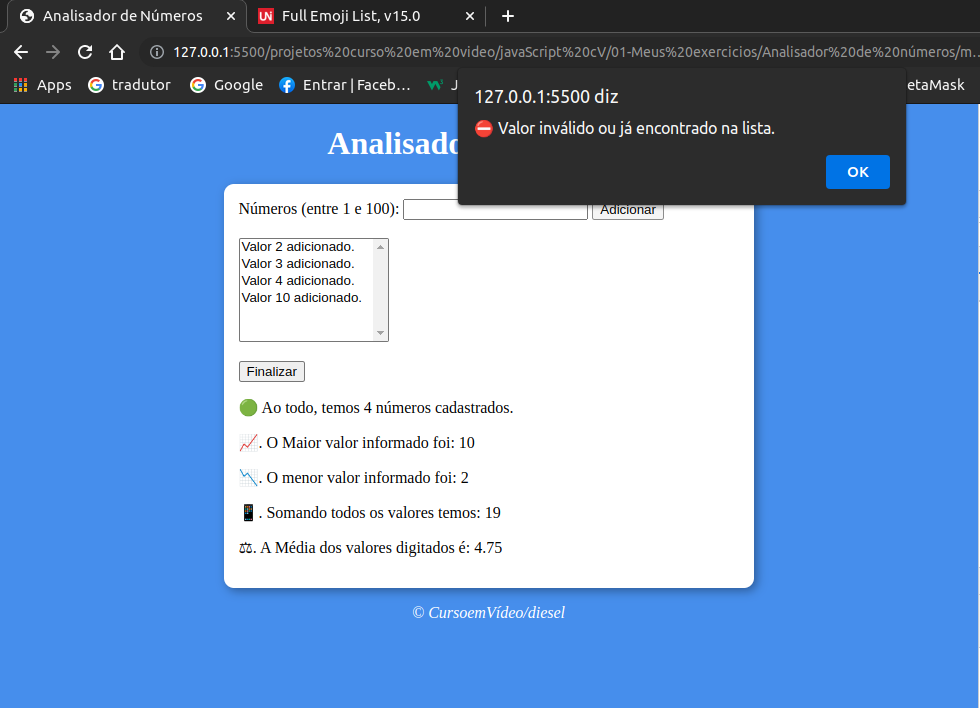 Analisador de Números
Full Emoji List, v15.0
127.0.0.1:5500/projetos%20curso%20em%20video/javaScript%20cV/01-Meus%20exercicios/Analisador%20de%20números/m...
Apps tradutor Google Entrar | Faceb... J etaMask
127.0.0.1:5500 diz
⛔ Valor inválido ou já encontrado na lista.
OK
Analisado
Números (entre 1 e 100): Adicionar
Valor 2 adicionado.
Valor 3 adicionado.
Valor 4 adicionado.
Valor 10 adicionado.
Finalizar
🟢 Ao todo, temos 4 números cadastrados.
📈. O Maior valor informado foi: 10
📉. O menor valor informado foi: 2
📱. Somando todos os valores temos: 19
⚖. A Média dos valores digitados é: 4.75
© CursoemVídeo/diesel